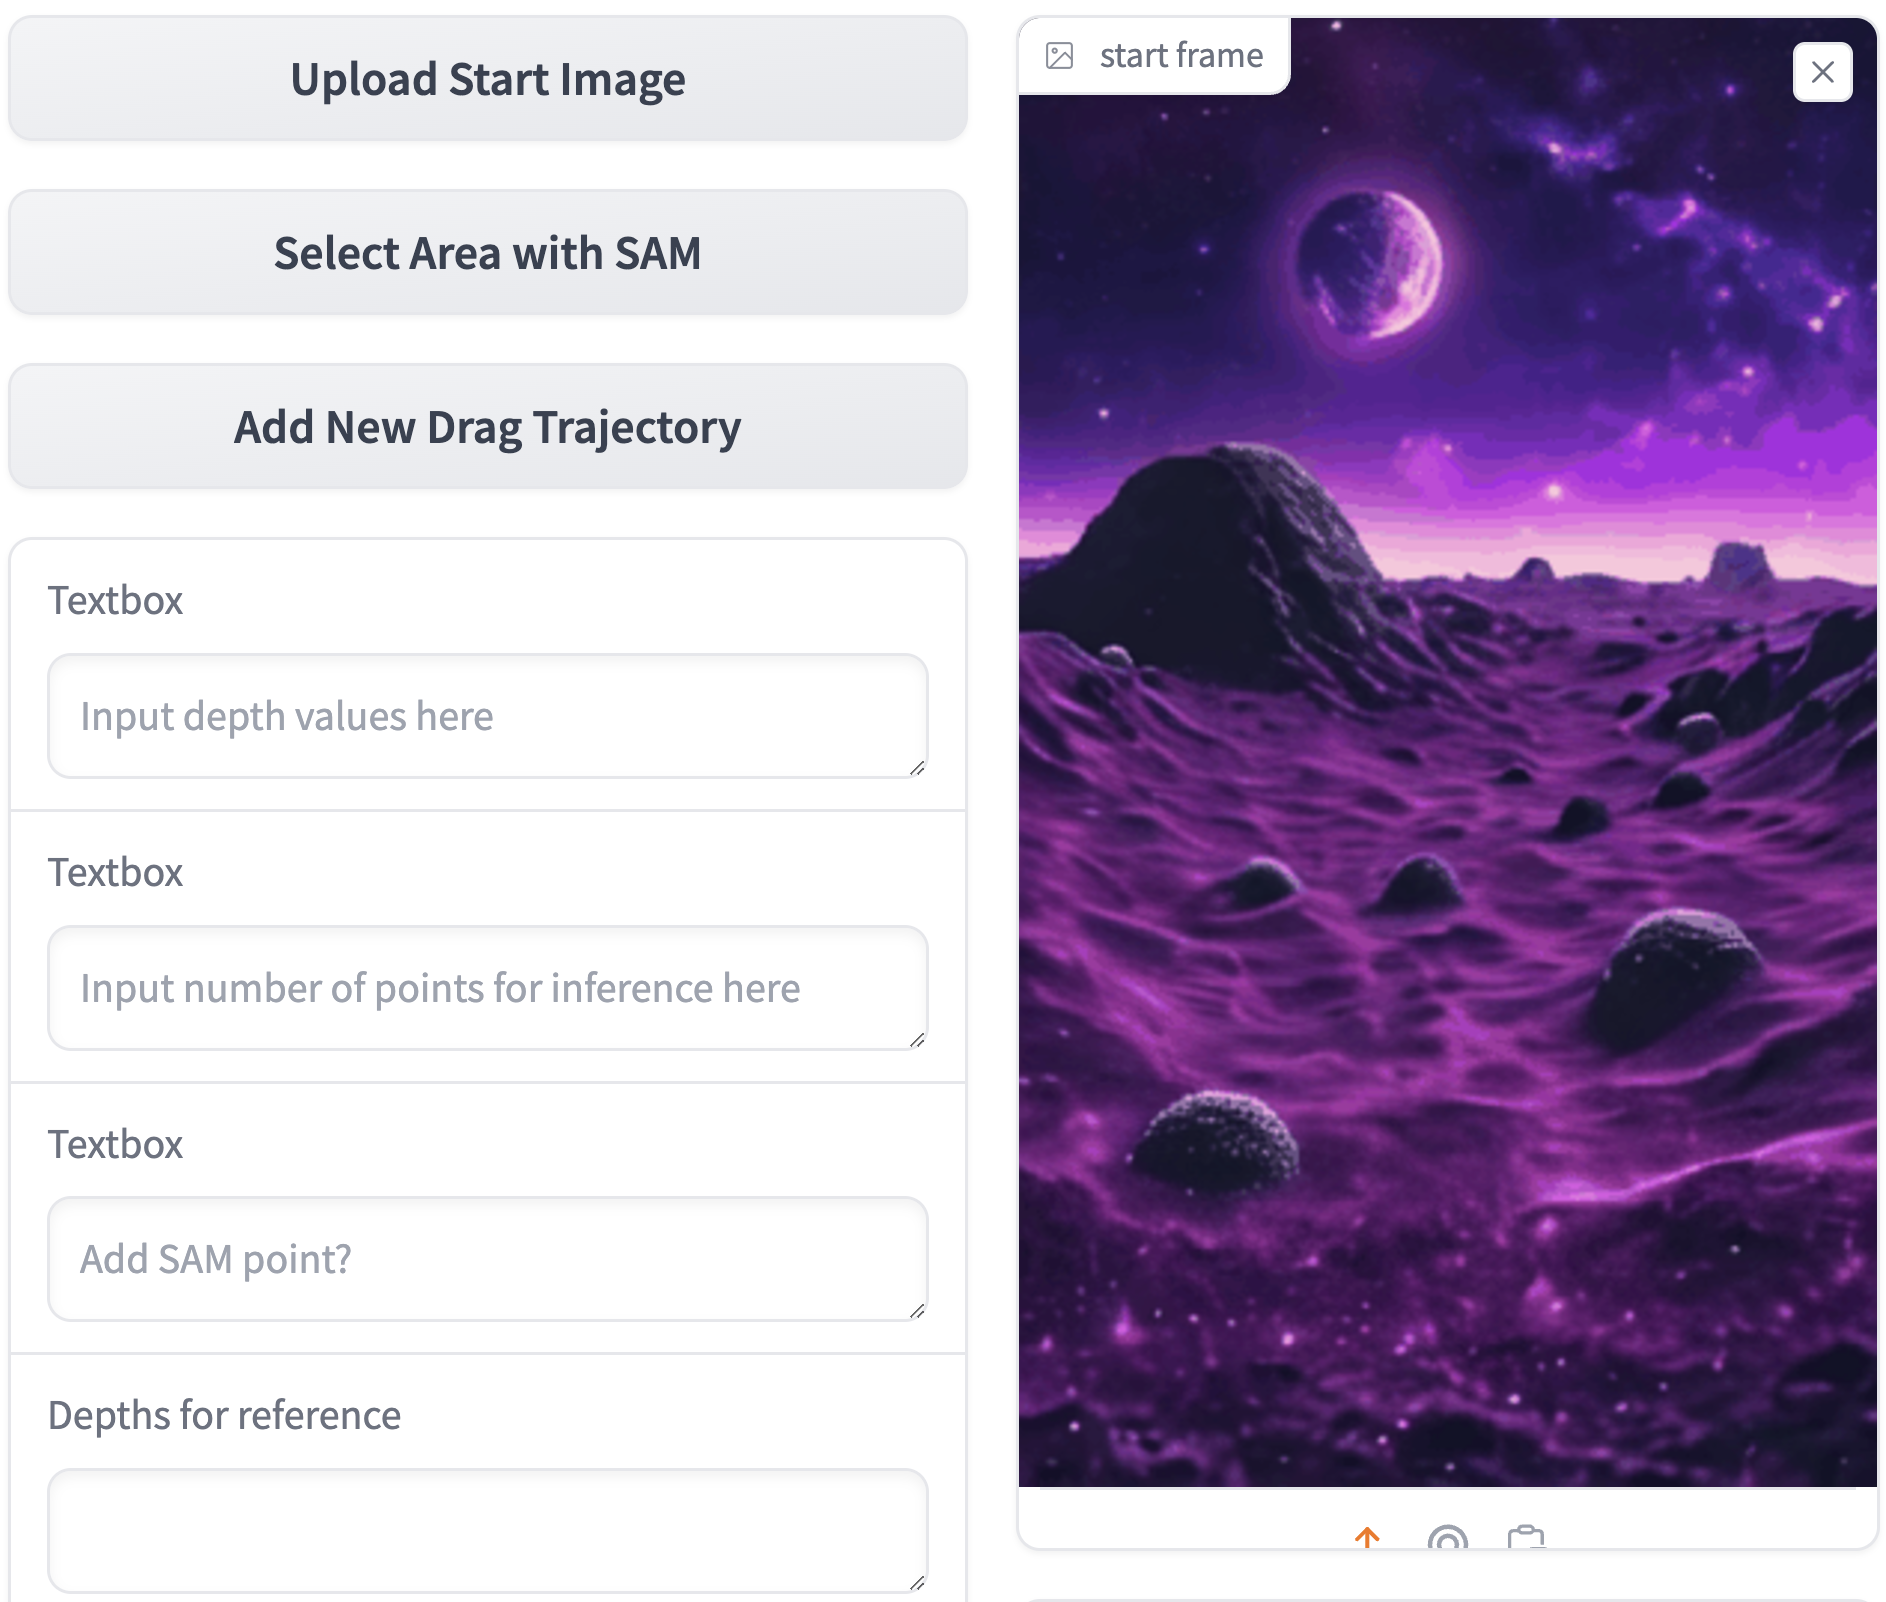 Upload Start Image
Select Area with SAM
Add New Drag Trajectory
Textbox
Input depth values here
Textbox
Input number of points for inference here
Textbox
Add SAM point?
Depths for reference
start frame